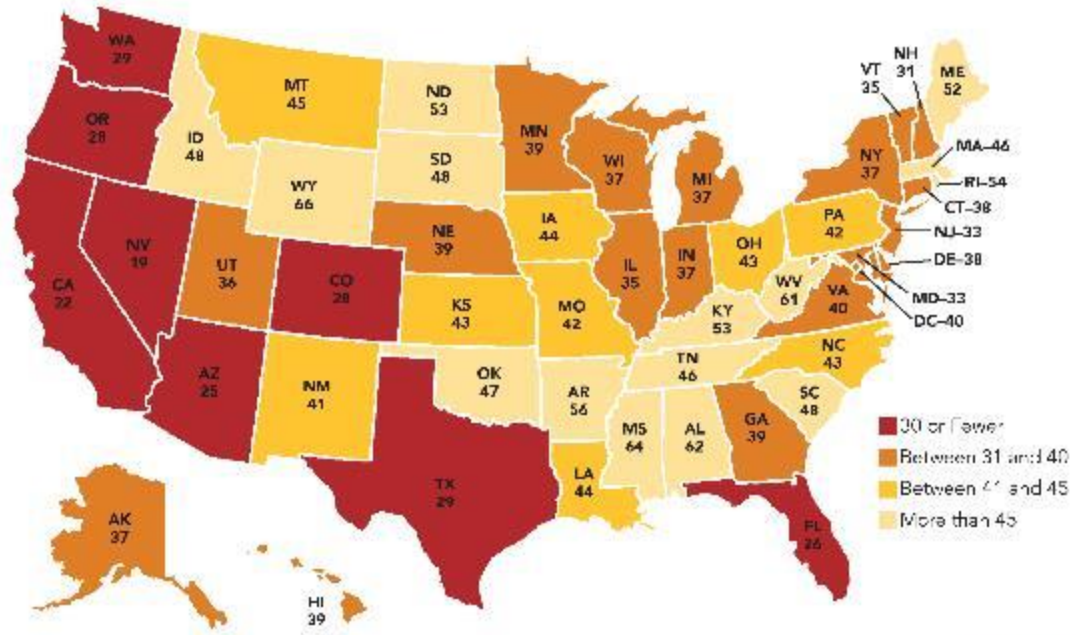 WA
29
OR
28
CA
22
NV
19
ID
48
MT
45
WY
66
UT
36
AZ
25
CO
28
NM
41
ND
53
SD
48
NE
39
KS
43
OK
47
TX
29
MN
39
IA
44
MO
42
AR
56
LA
44
WI
37
IL
35
MI
37
IN
37
OH
43
KY
53
TN
46
MS
64
AL
62
GA
39
FL
26
SC
48
NC
43
VA
40
WV
61
PA
42
NY
37
VT
35
NH
31
ME
52
MA–46
RI–54
CT–38
NJ–33
DE–38
MD–33
DC–40
AK
37
HI
39
30 or Fewer
Between 31 and 40
Between 41 and 45
More than 45